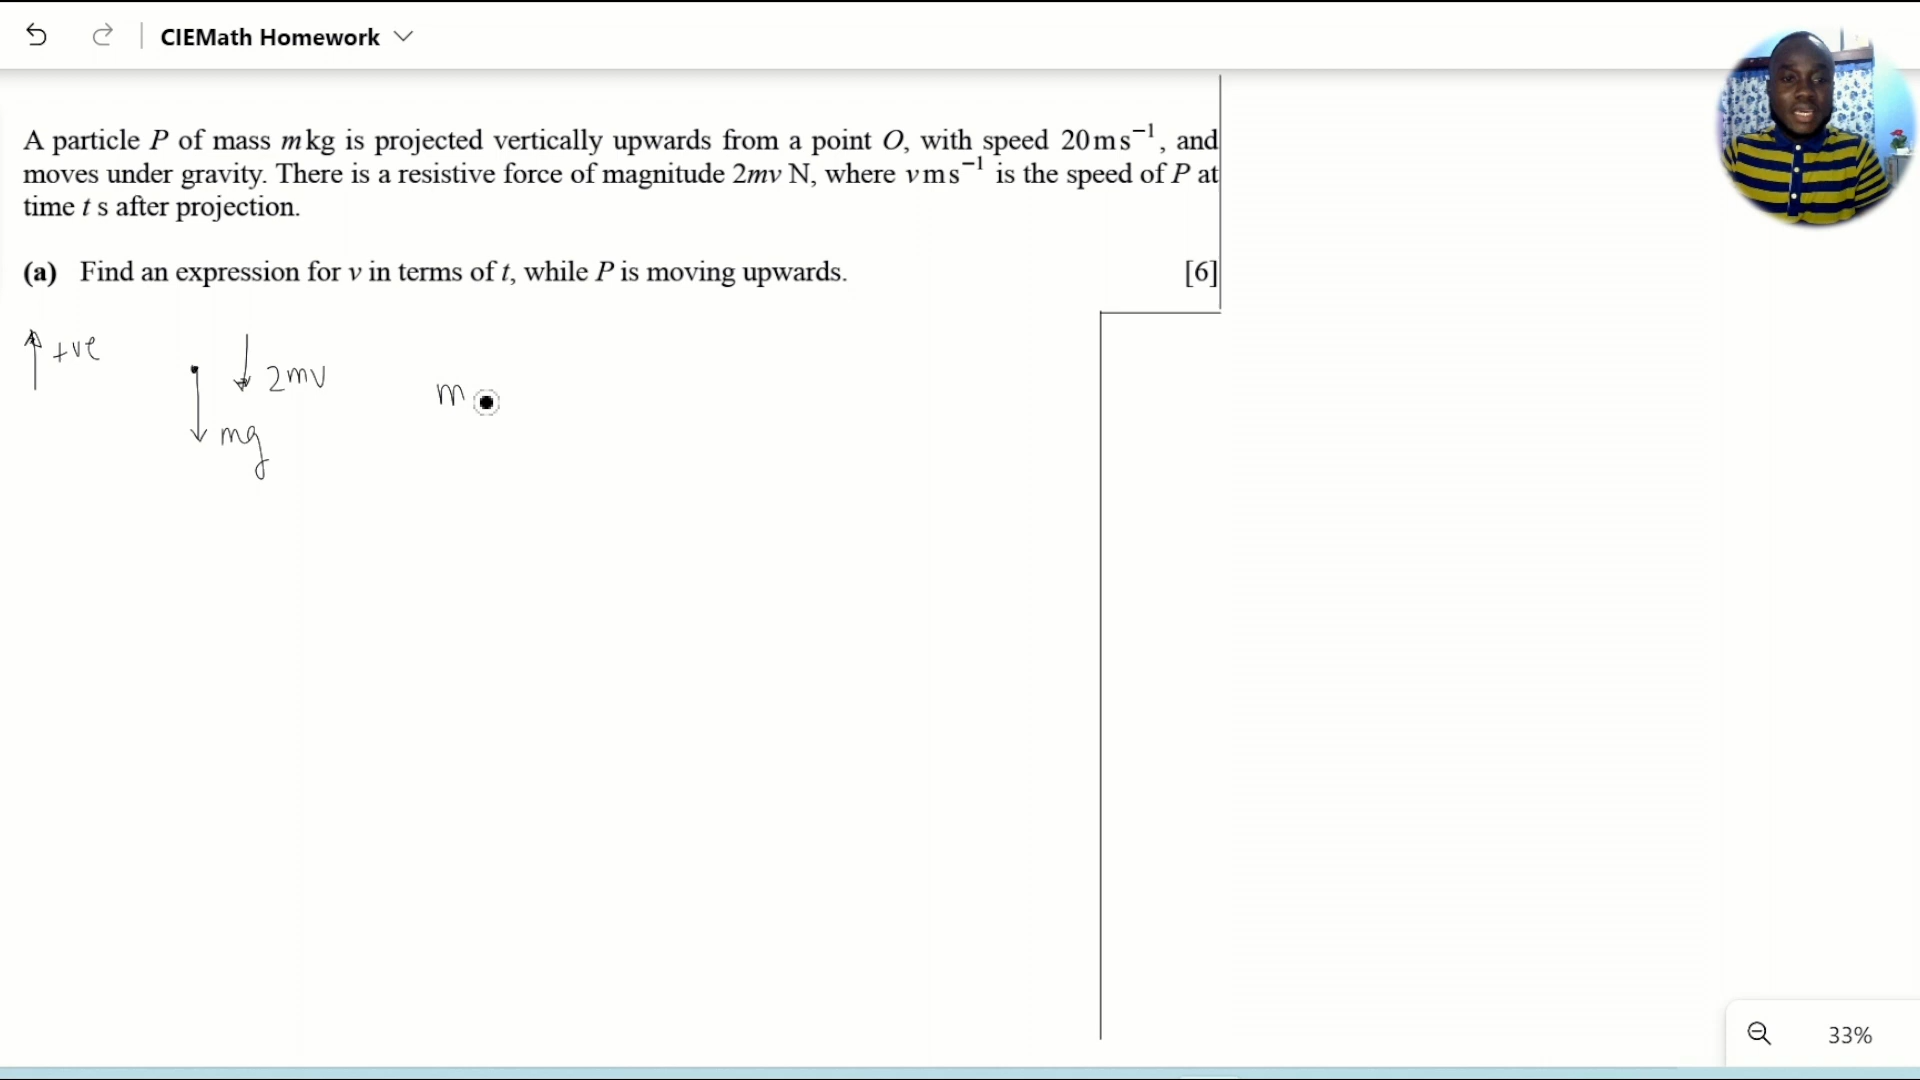 CIEMath Homework
A particle P of mass m kg is projected vertically upwards from a point O, with speed 20 m s⁻¹, and
moves under gravity. There is a resistive force of magnitude 2mv N, where v m s⁻¹ is the speed of P at
time t s after projection.
(a) Find an expression for v in terms of t, while P is moving upwards. [6]
+ve
2mv
m
mg
33%